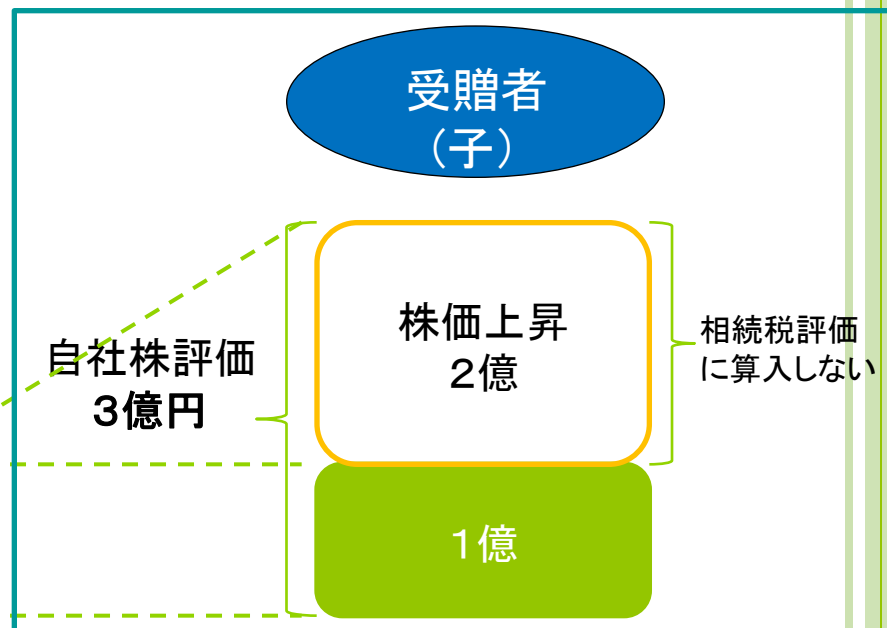 受贈者
(子)
株価上昇
2億
相続税評価
に算入しない
自社株評価
3億円
1億